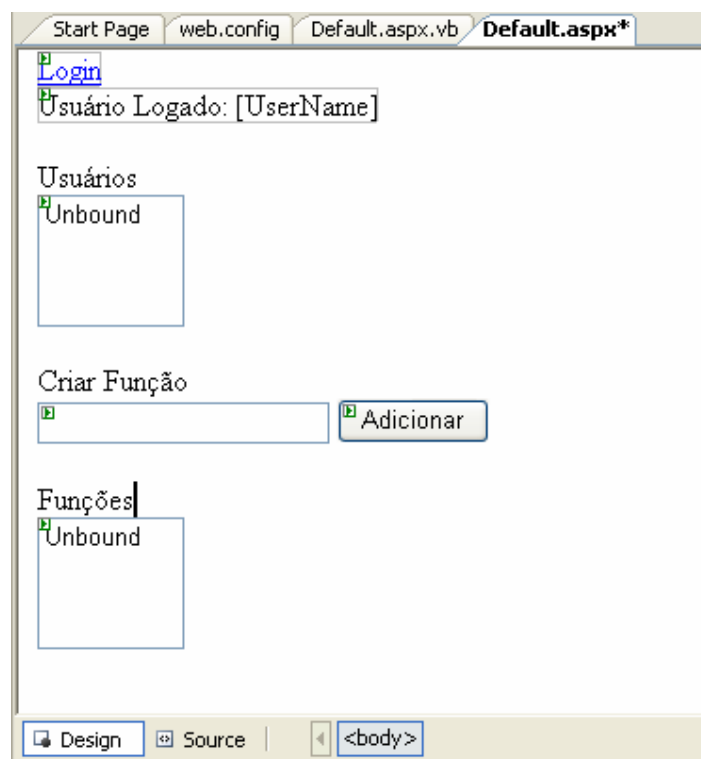 Start Page web.config Default.aspx.vb Default.aspx*
Login
Usuário Logado: [UserName]
Usuários
Unbound
Criar Função
Adicionar
Funções
Unbound
Design Source <body>